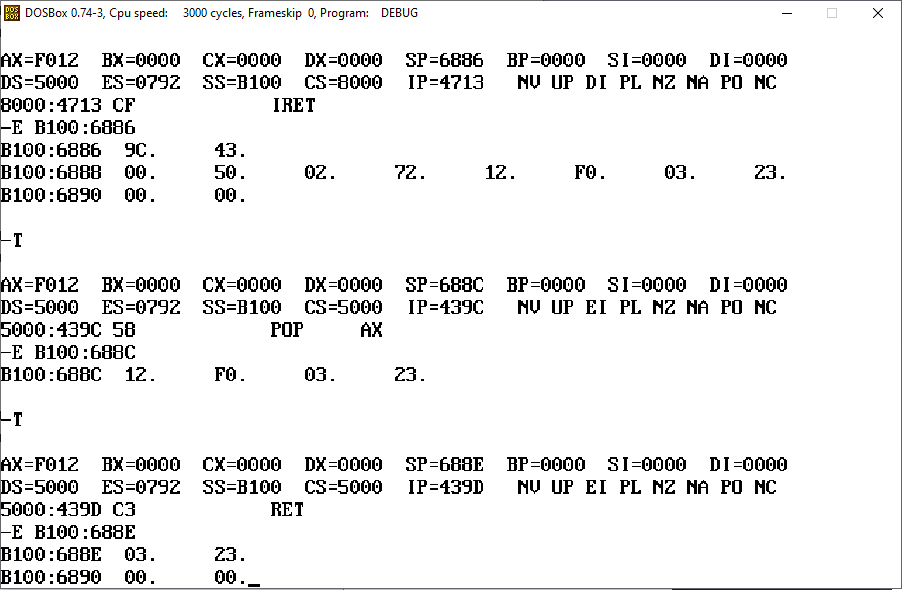 DOSBox 0.74-3, Cpu speed: 3000 cycles, Frameskip 0, Program: DEBUG
AX=F012 BX=0000 CX=0000 DX=0000 SP=6886 BP=0000 SI=0000 DI=0000
DS=5000 ES=0792 SS=B100 CS=8000 IP=4713 NV UP DI PL NZ NA PO NC
8000:4713 CF IRET
-E B100:6886
B100:6886 9C. 43.
B100:6888 00. 50. 02. 72. 12. F0. 03. 23.
B100:6890 00. 00.
-T
AX=F012 BX=0000 CX=0000 DX=0000 SP=688C BP=0000 SI=0000 DI=0000
DS=5000 ES=0792 SS=B100 CS=5000 IP=439C NV UP EI PL NZ NA PO NC
5000:439C 58 POP AX
-E B100:688C
B100:688C 12. F0. 03. 23.
-T
AX=F012 BX=0000 CX=0000 DX=0000 SP=688E BP=0000 SI=0000 DI=0000
DS=5000 ES=0792 SS=B100 CS=5000 IP=439D NV UP EI PL NZ NA PO NC
5000:439D C3 RET
-E B100:688E
B100:688E 03. 23.
B100:6890 00. 00._